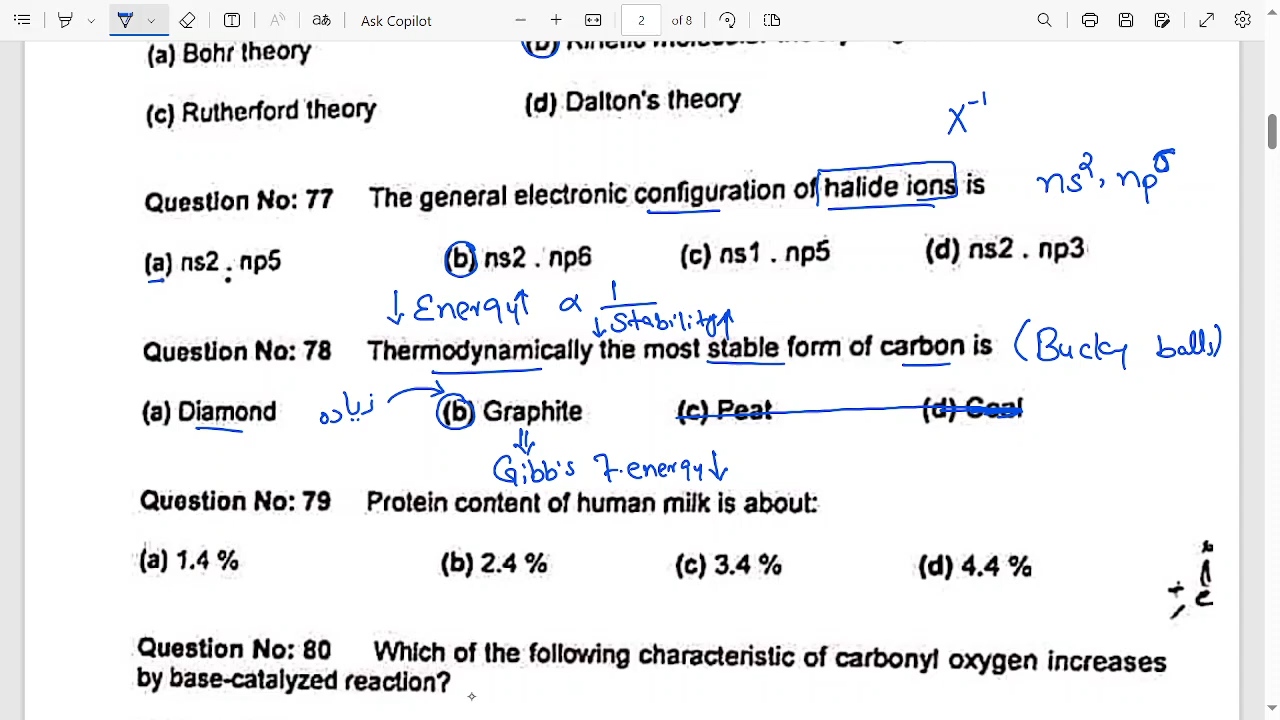 Ask Copilot
2 of 8
(a) Bohr theory
(c) Rutherford theory (d) Dalton's theory
X⁻¹
Question No: 77 The general electronic configuration of halide ions is ns², np⁶
(a) ns2 . np5 (b) ns2 . np6 (c) ns1 . np5 (d) ns2 . np3
↓ Energy↑ ∝ 1
↓ Stability↑
Question No: 78 Thermodynamically the most stable form of carbon is (Bucky balls)
(a) Diamond زیادہ (b) Graphite (c) Peat (d) Coal
Gibb's F.energy↓
Question No: 79 Protein content of human milk is about:
(a) 1.4 % (b) 2.4 % (c) 3.4 % (d) 4.4 %
Question No: 80 Which of the following characteristic of carbonyl oxygen increases
by base-catalyzed reaction?